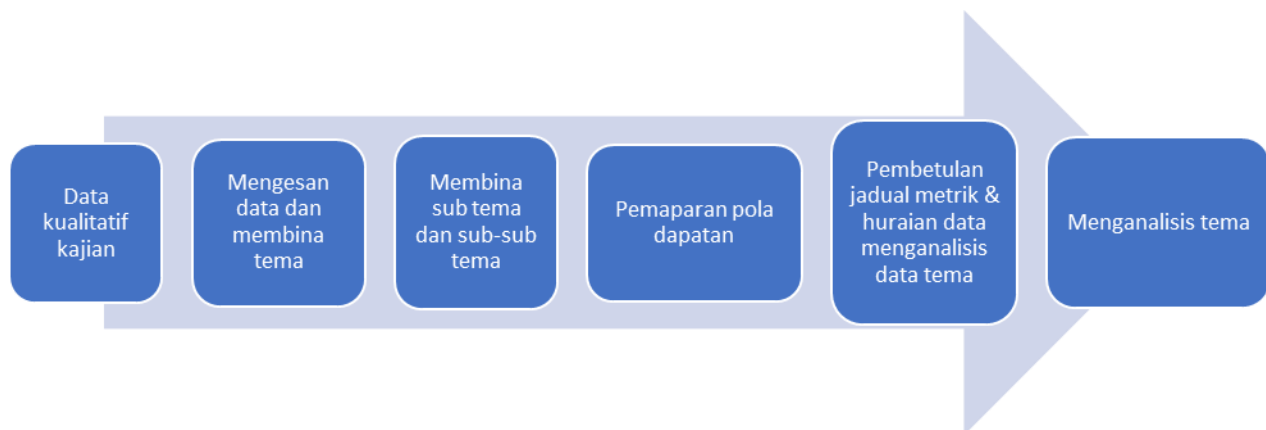 Data
kualitatif
kajian
Mengesan
data dan
membina
tema
Membina
sub tema
dan sub-sub
tema
Pemaparan pola
dapatan
Pembetulan
jadual metrik &
huraian data
menganalisis
data tema
Menganalisis tema